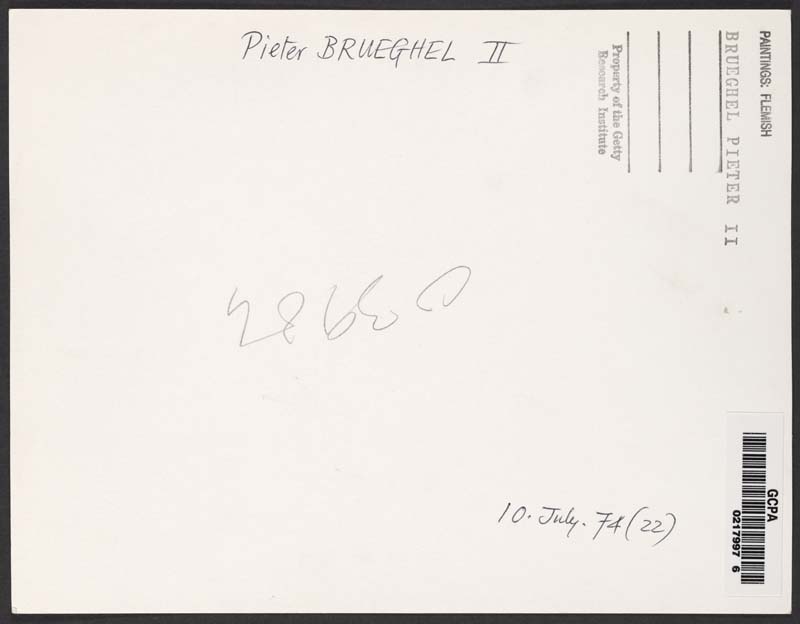 Pieter BRUEGHEL II
PAINTINGS: FLEMISH
BRUEGHEL PIETER II
Property of the Getty
Research Institute
10. July. 74 (22)
GCPA
0217997 6